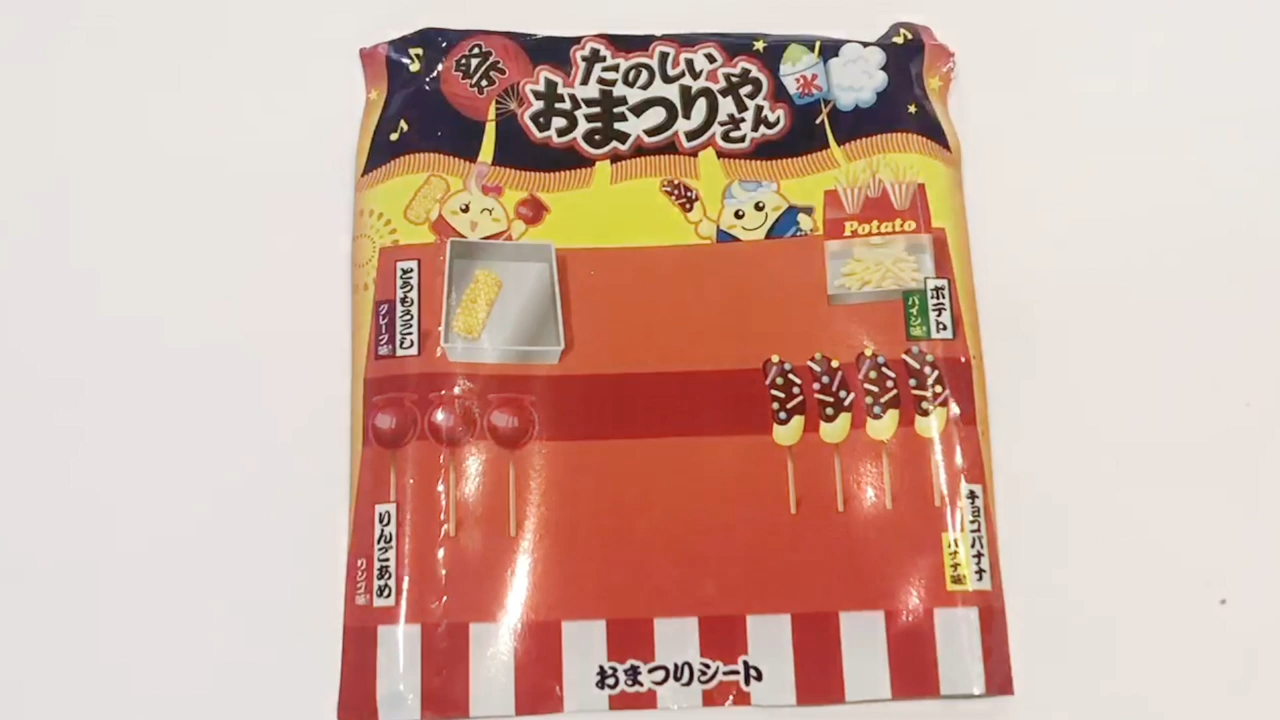 祭
たのしい
おまつりやさん
氷
Potato
とうもろこし
グレープ味
ポテト
パイン味
りんごあめ
リンゴ味
チョコバナナ
バナナ味
おまつりシート